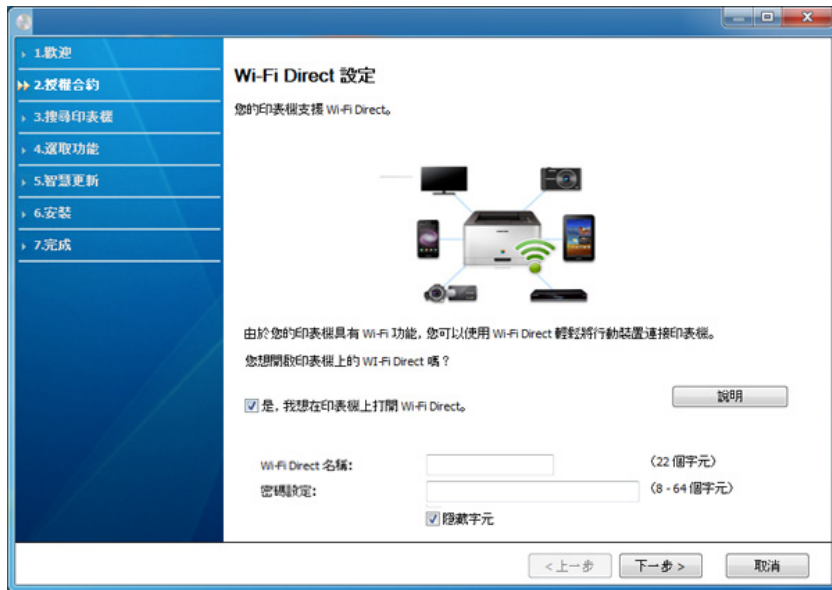 1.歡迎
2.授權合約
3.搜尋印表機
4.選取功能
5.智慧更新
6.安裝
7.完成
Wi-Fi Direct 設定
您的印表機支援 Wi-Fi Direct。
由於您的印表機具有 Wi-Fi 功能, 您可以使用 Wi-Fi Direct 輕鬆將行動裝置連接印表機。
您想開啟印表機上的 WI-Fi Direct 嗎？
是, 我想在印表機上打開 Wi-Fi Direct。
說明
Wi-Fi Direct 名稱: (22 個字元)
密碼設定: (8 - 64 個字元)
隱藏字元
< 上一步 下一步 > 取消